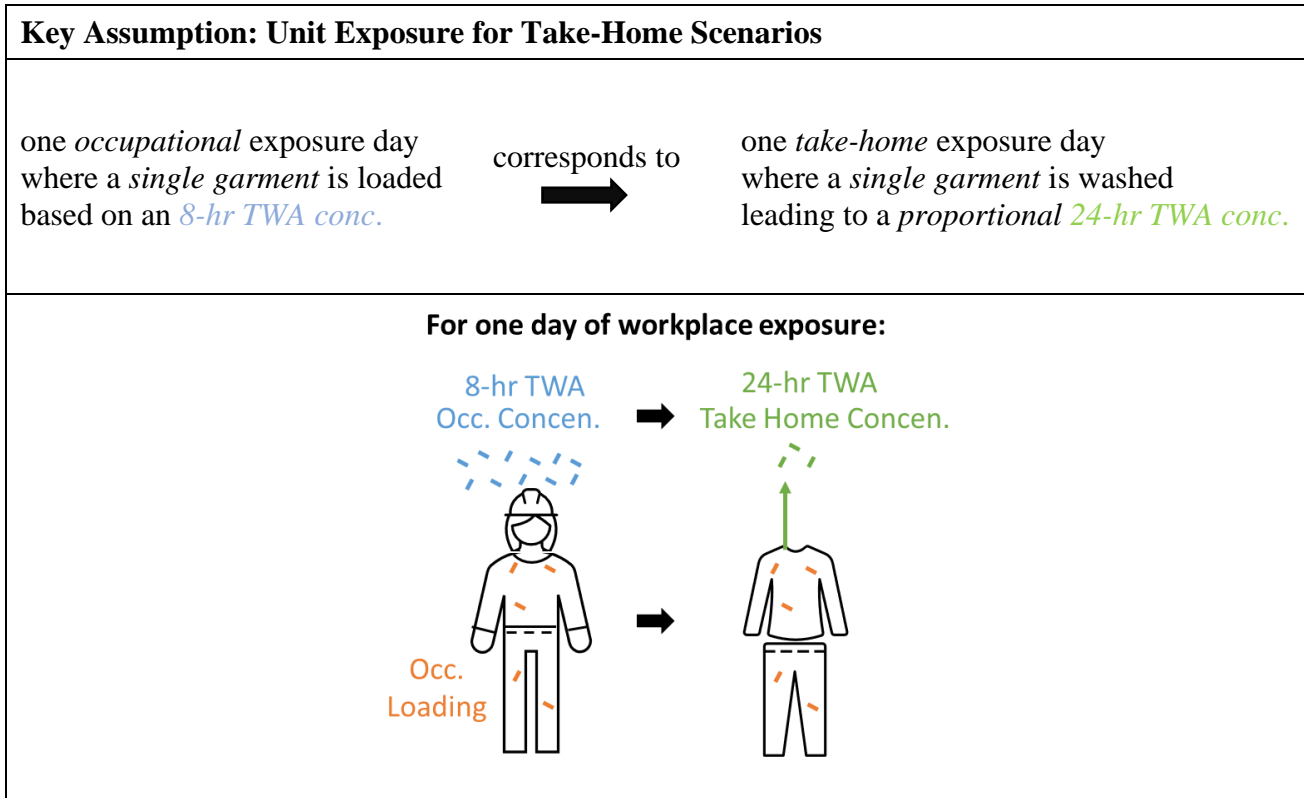 Key Assumption: Unit Exposure for Take-Home Scenarios
one occupational exposure day
where a single garment is loaded
based on an 8-hr TWA conc.
corresponds to
one take-home exposure day
where a single garment is washed
leading to a proportional 24-hr TWA conc.
For one day of workplace exposure:
8-hr TWA
Occ. Concen.
24-hr TWA
Take Home Concen.
Occ.
Loading